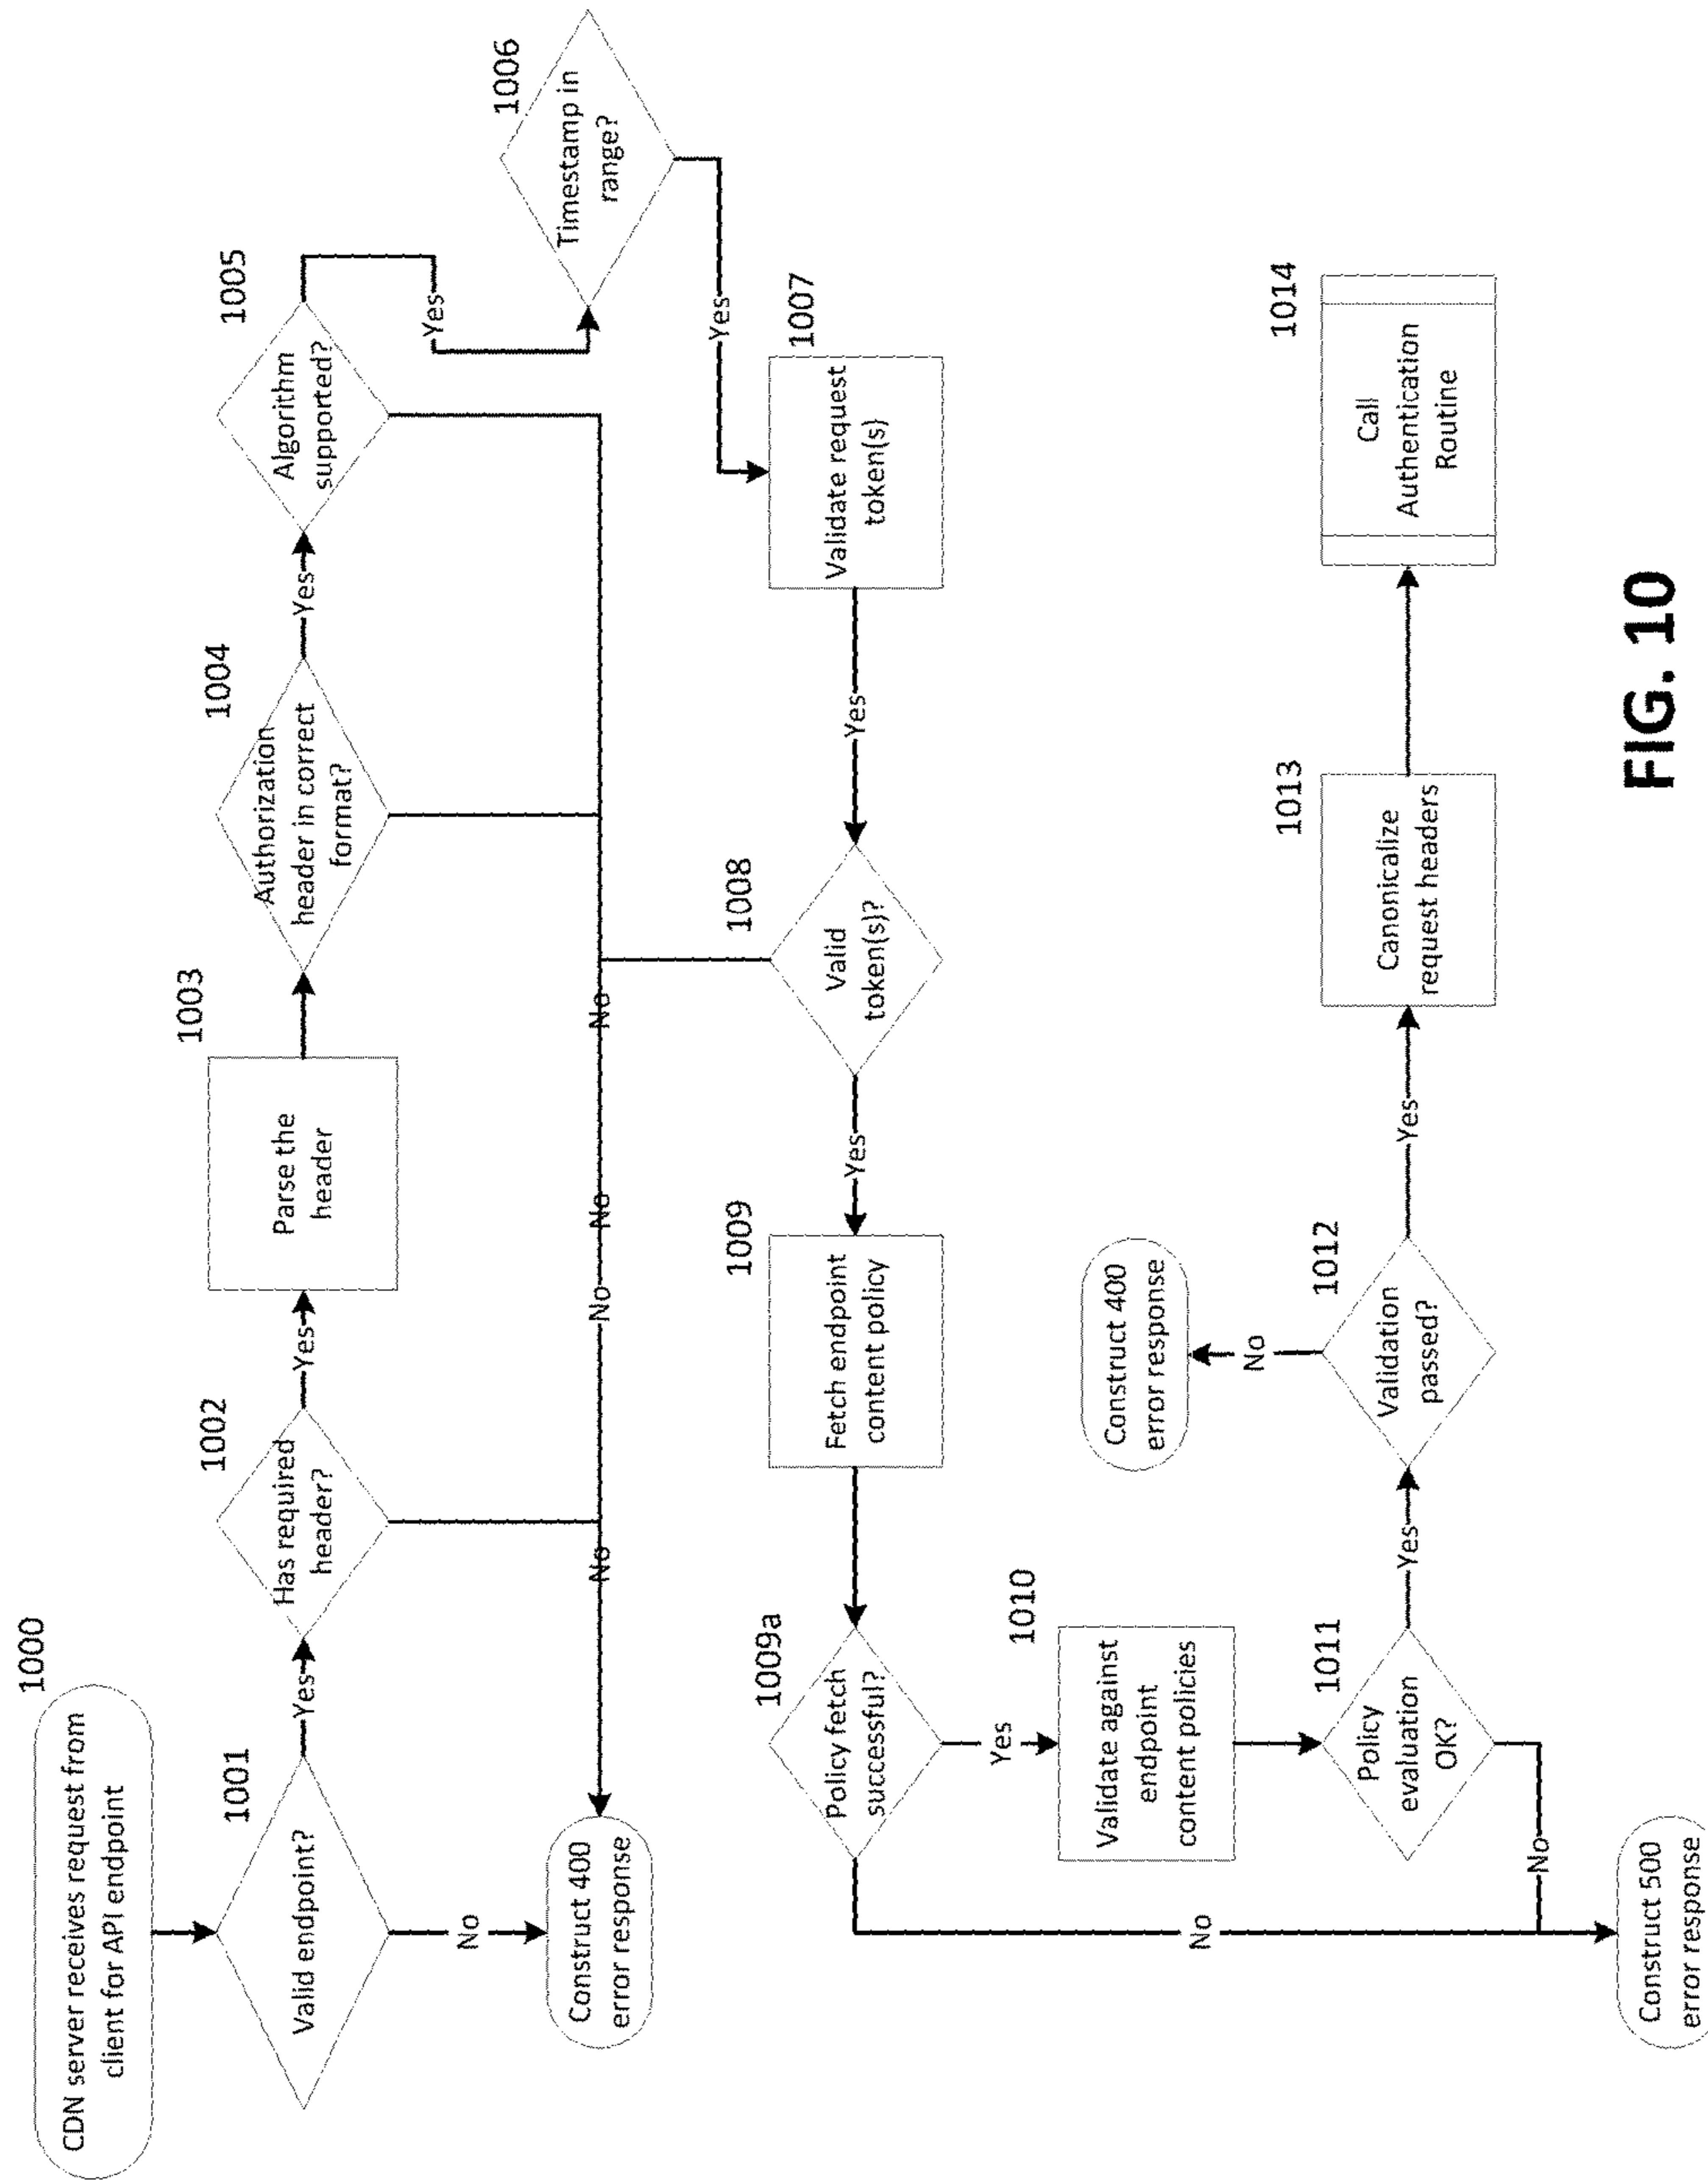 1000
CDN server receives request from
client for API endpoint
1001
Valid endpoint?
Yes
No
Construct 400
error response
1002
Has required
header?
Yes
No
1003
Parse the
header
1004
Authorization
header in correct
format?
Yes
No
1005
Algorithm
supported?
Yes
No
1006
Timestamp in
range?
Yes
1007
Validate request
token(s)
Yes
1008
Valid
token(s)?
No
Yes
1009
Fetch endpoint
content policy
1009a
Policy fetch
successful?
Yes
No
1010
Validate against
endpoint
content policies
1011
Policy
evaluation
OK?
Yes
No
Construct 500
error response
1012
Validation
passed?
No
Construct 400
error response
Yes
1013
Canonicalize
request headers
1014
Call
Authentication
Routine
FIG. 10